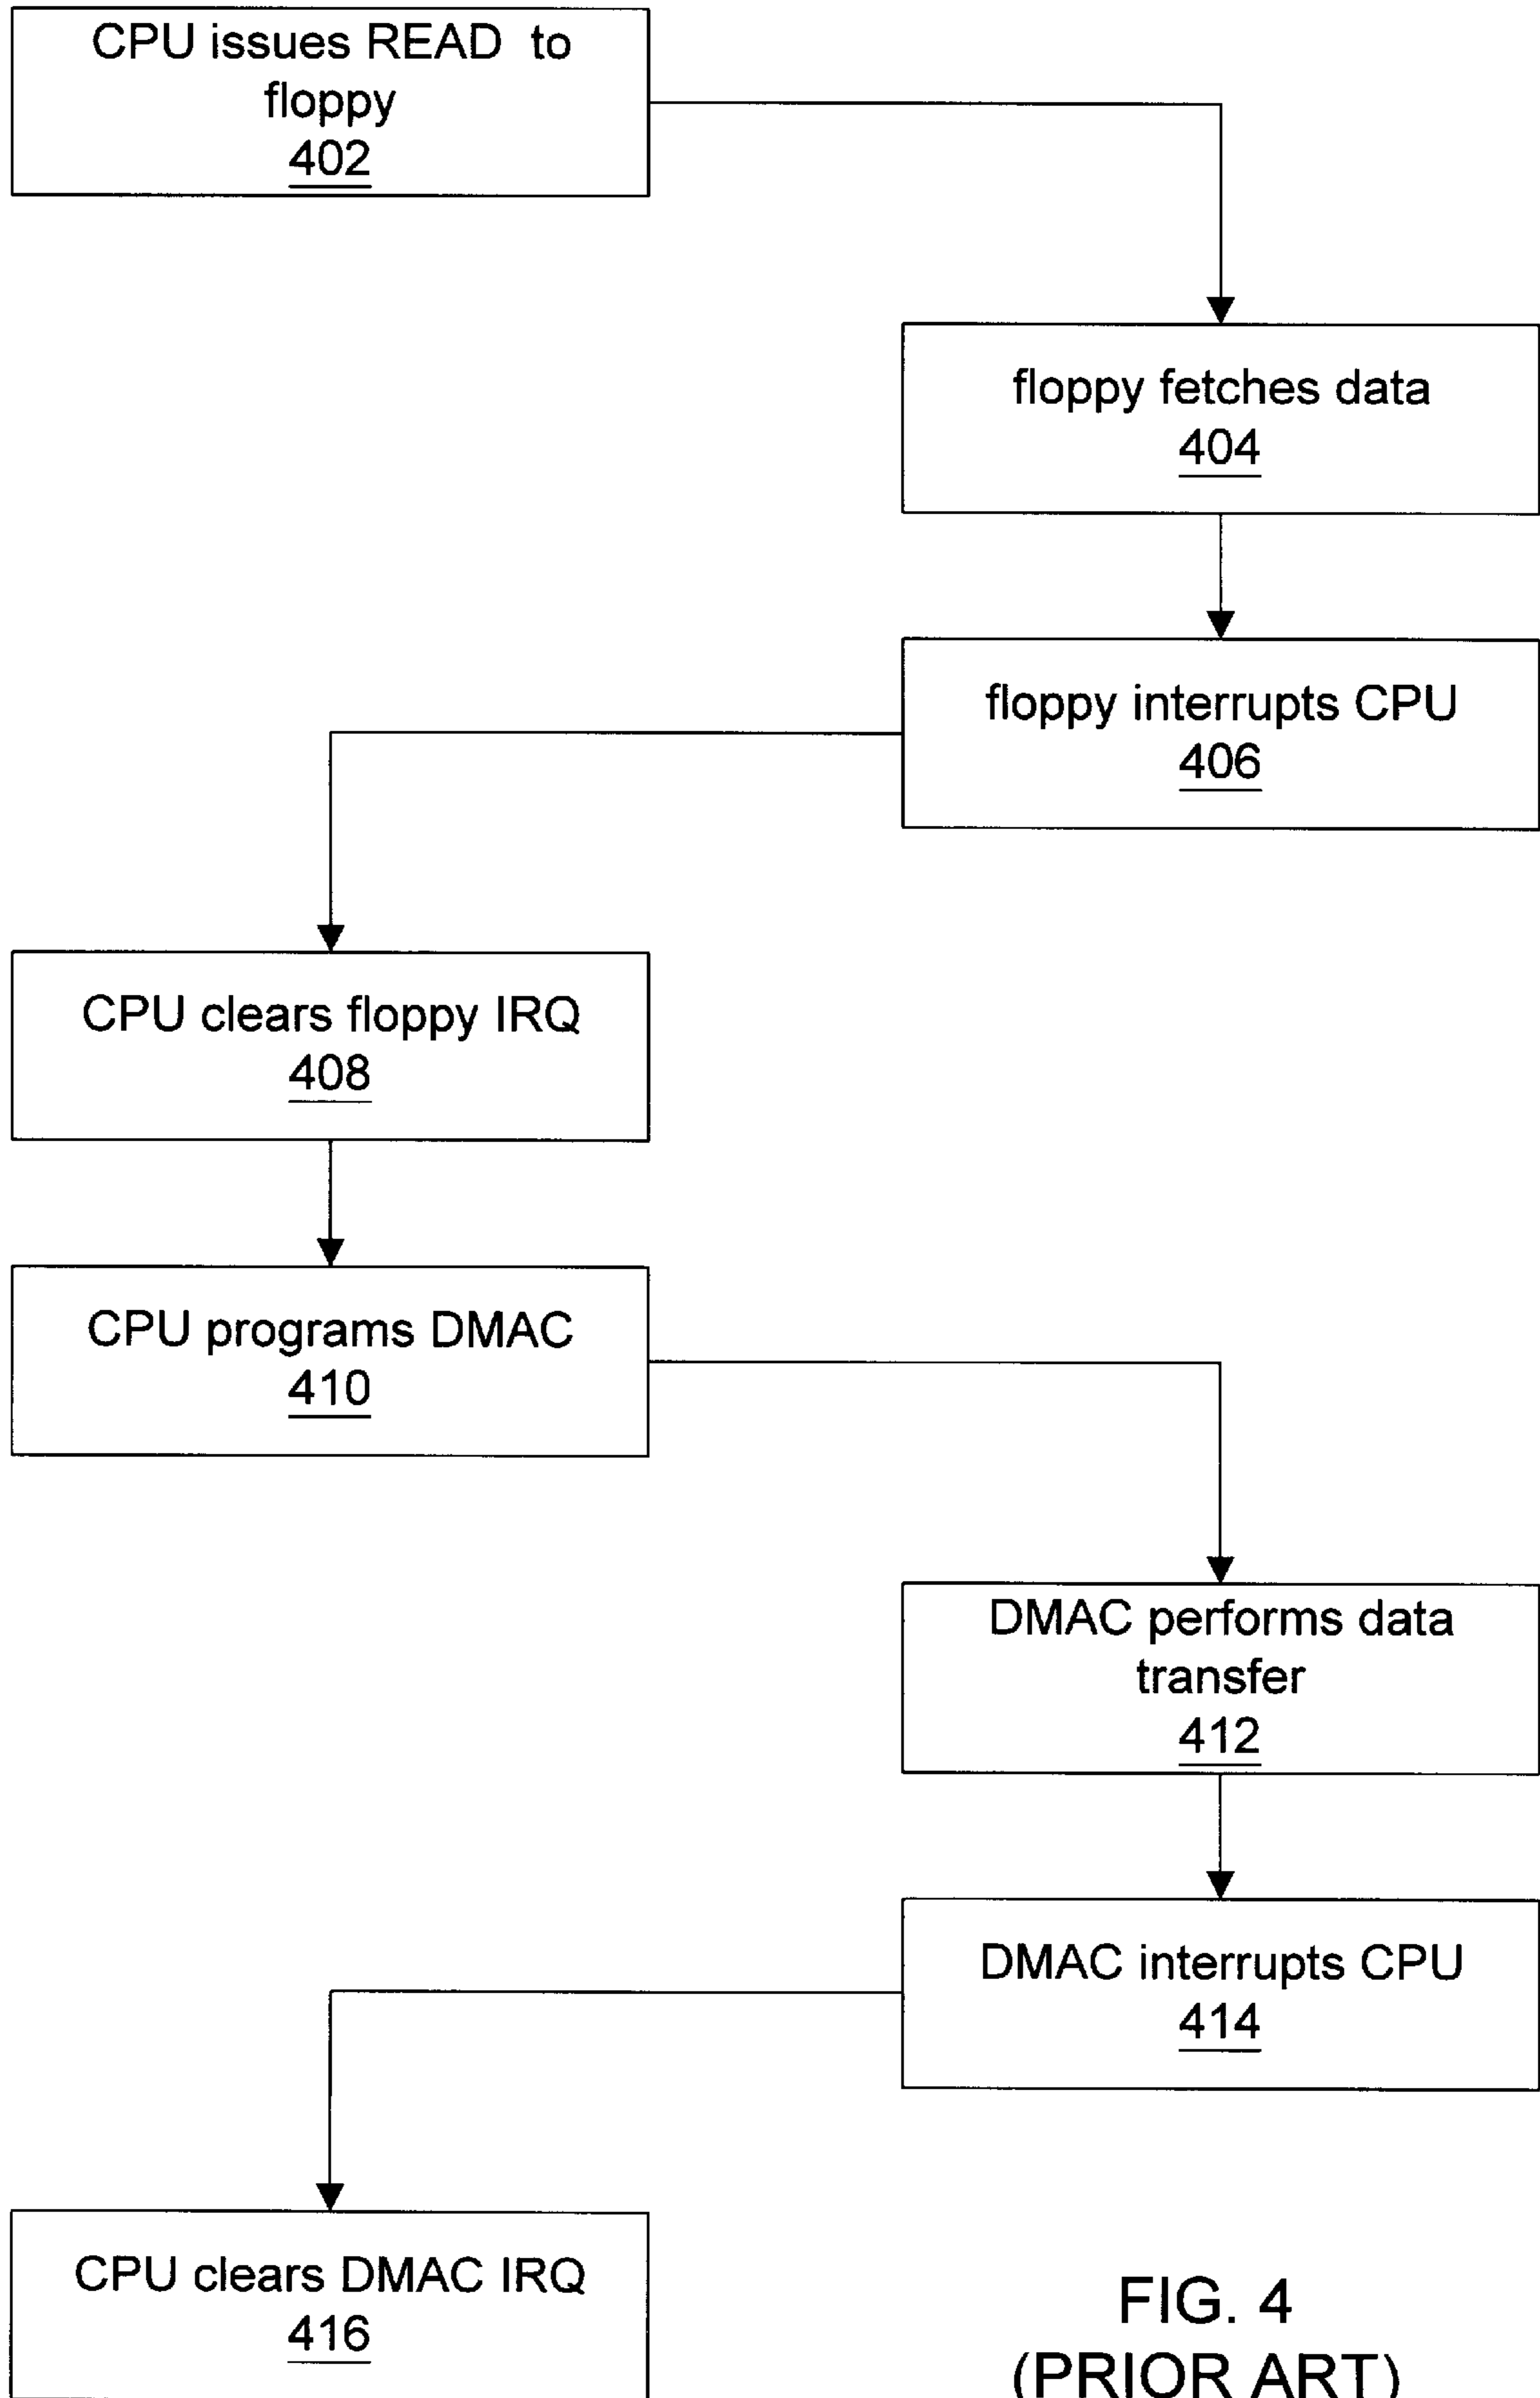 CPU issues READ to
floppy
402
floppy fetches data
404
floppy interrupts CPU
406
CPU clears floppy IRQ
408
CPU programs DMAC
410
DMAC performs data
transfer
412
DMAC interrupts CPU
414
CPU clears DMAC IRQ
416
FIG. 4
(PRIOR ART)